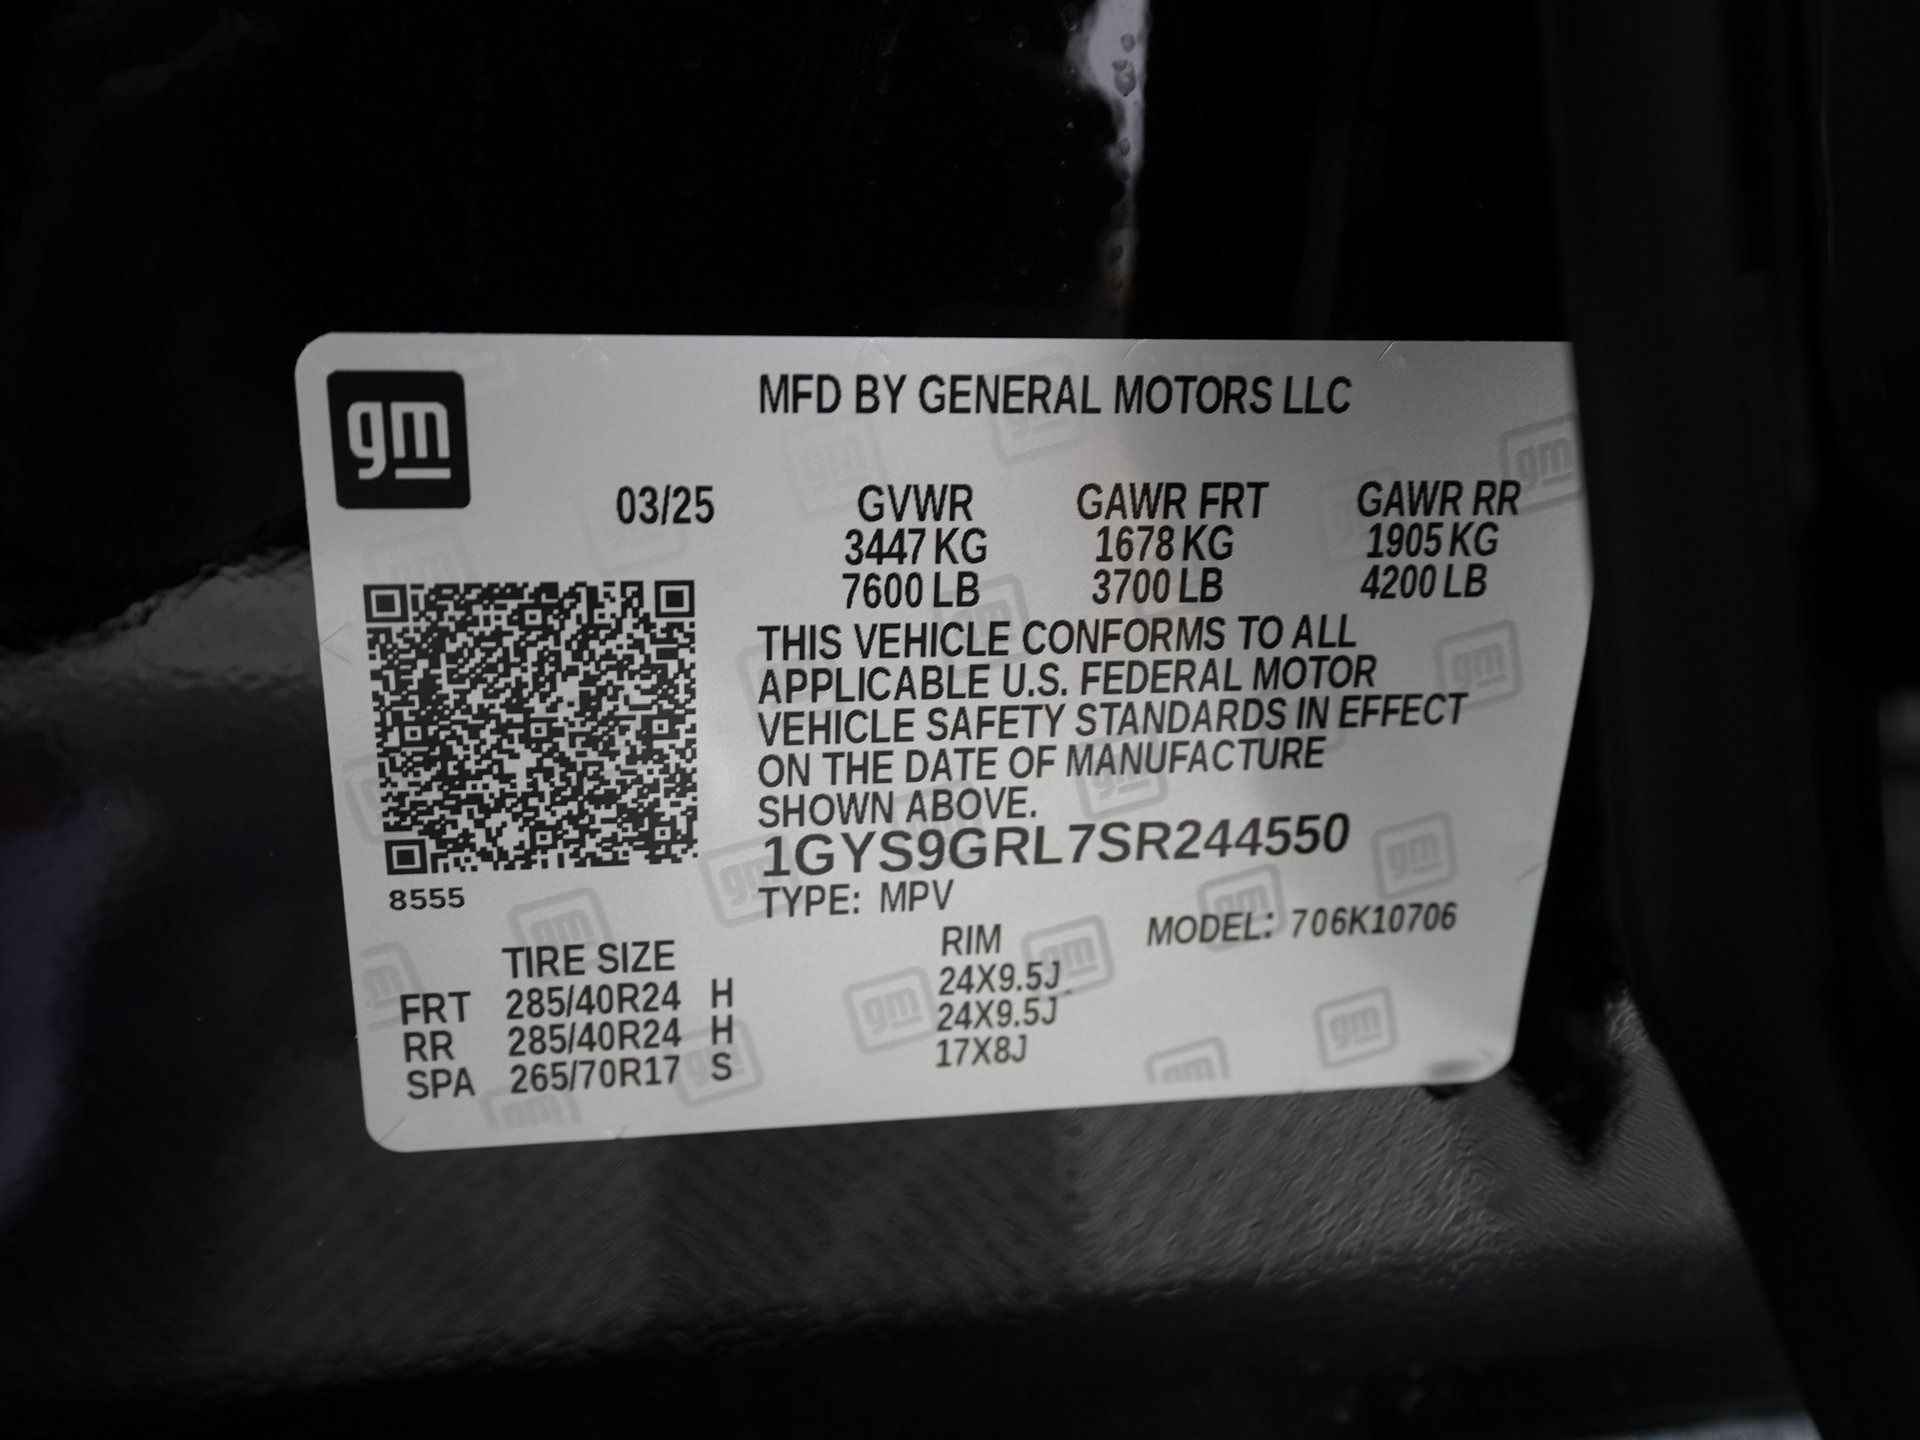 gm
MFD BY GENERAL MOTORS LLC
03/25 GVWR GAWR FRT GAWR RR
3447 KG 1678 KG 1905 KG
7600 LB 3700 LB 4200 LB
THIS VEHICLE CONFORMS TO ALL
APPLICABLE U.S. FEDERAL MOTOR
VEHICLE SAFETY STANDARDS IN EFFECT
ON THE DATE OF MANUFACTURE
SHOWN ABOVE.
1GYS9GRL7SR244550
8555
TYPE: MPV
MODEL: 706K10706
TIRE SIZE RIM
FRT 285/40R24 H 24X9.5J
RR 285/40R24 H 24X9.5J
SPA 265/70R17 S 17X8J